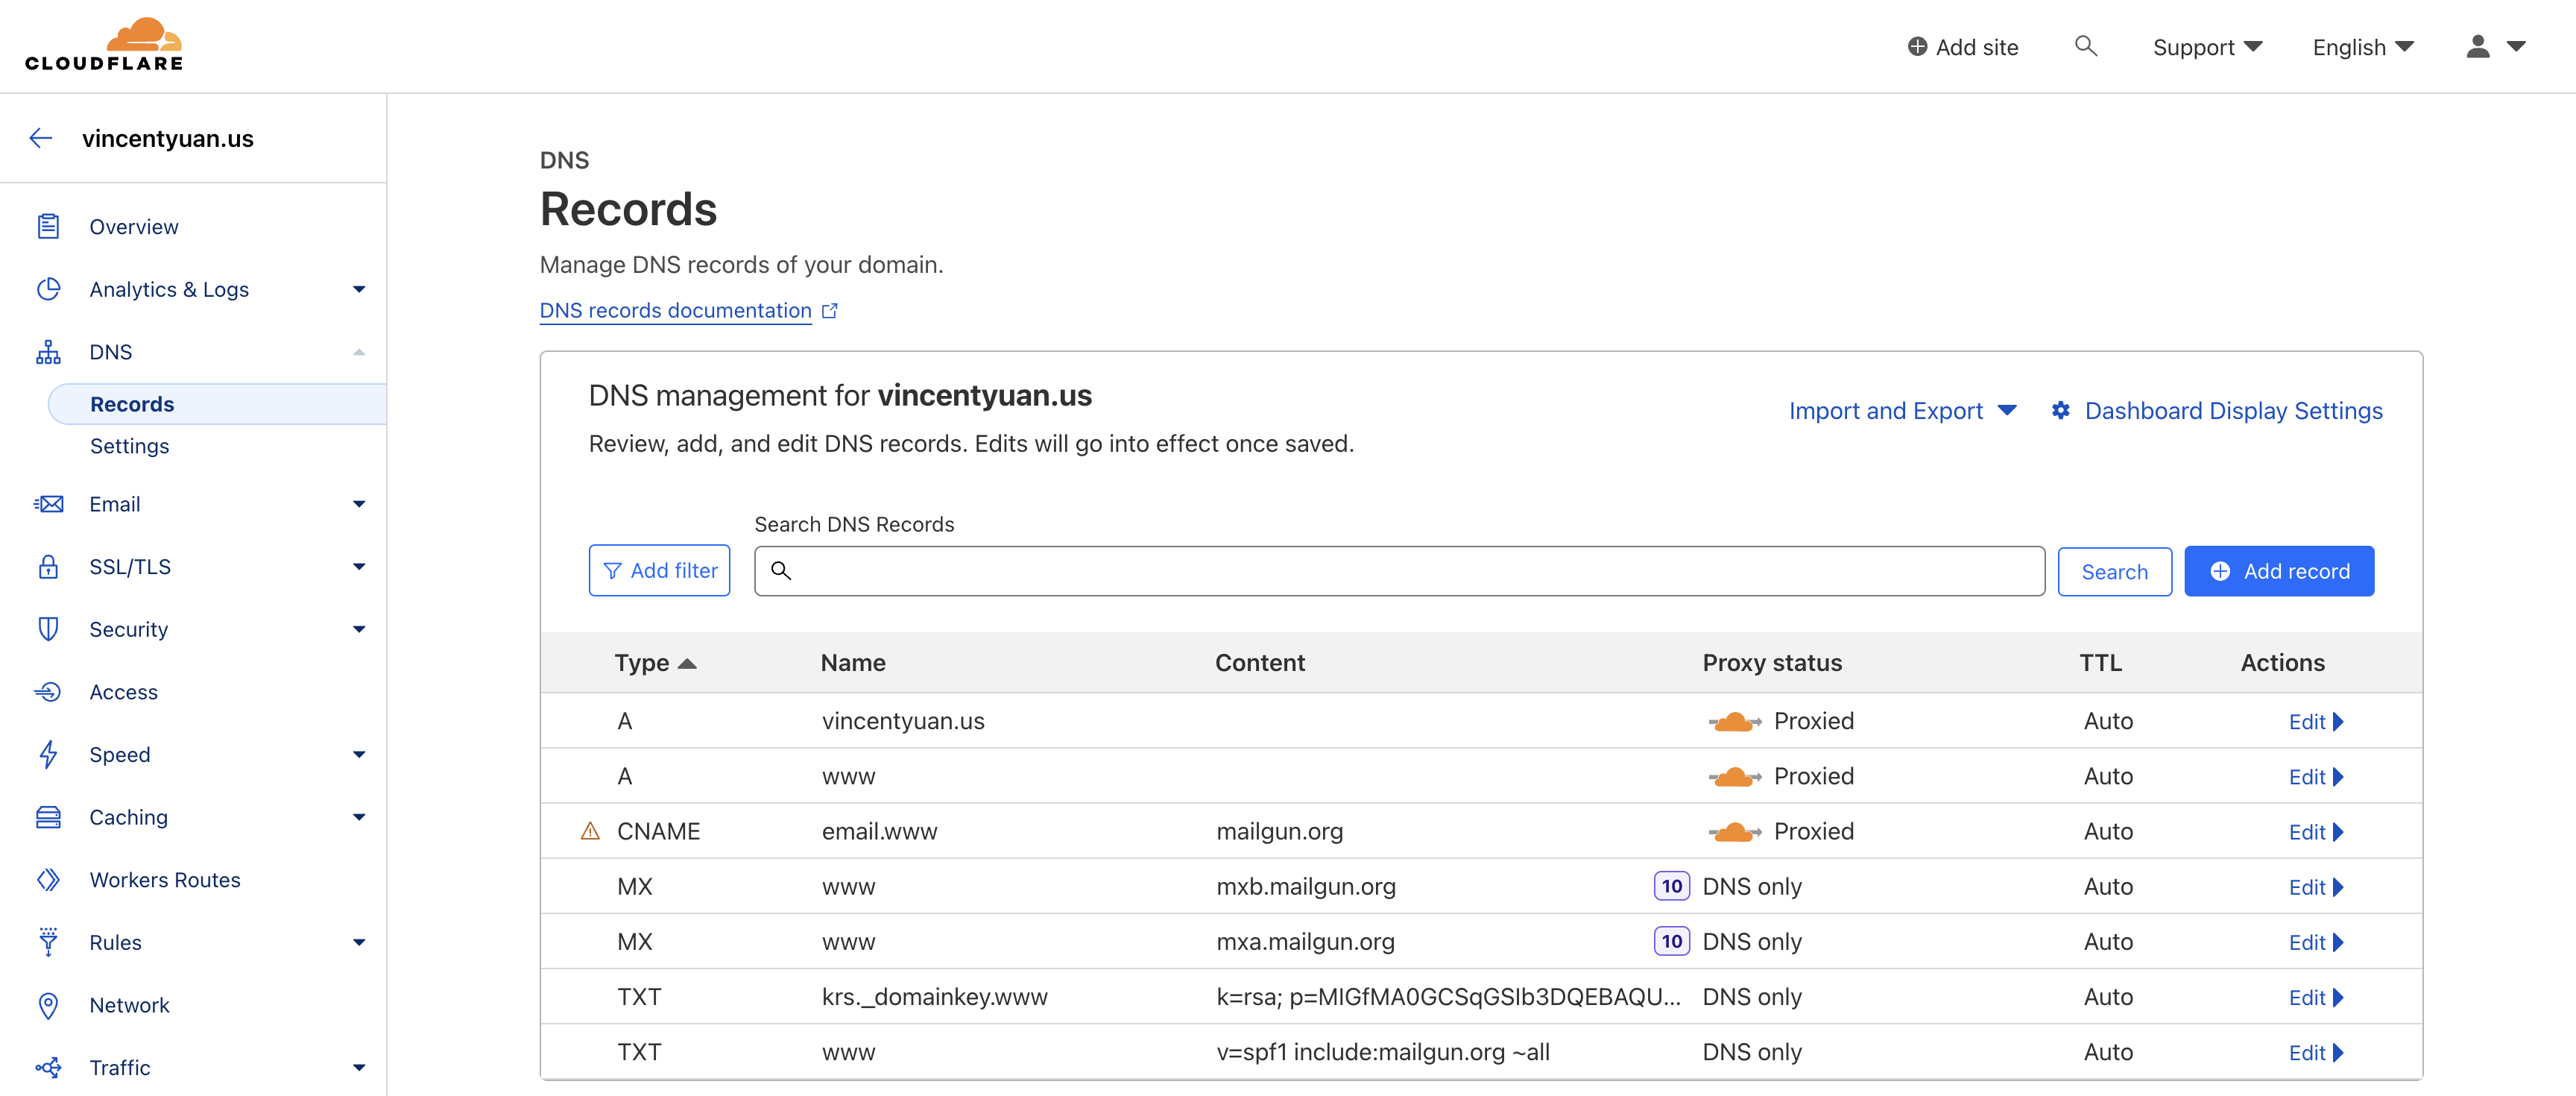 CLOUDFLARE
Add site
Support
English
vincentyuan.us
Overview
Analytics & Logs
DNS
Records
Settings
Email
SSL/TLS
Security
Access
Speed
Caching
Workers Routes
Rules
Network
Traffic
DNS
Records
Manage DNS records of your domain.
DNS records documentation
DNS management for vincentyuan.us
Import and Export
Dashboard Display Settings
Review, add, and edit DNS records. Edits will go into effect once saved.
Search DNS Records
Add filter
Search
Add record
Type Name Content Proxy status TTL Actions
A vincentyuan.us Proxied Auto Edit
A www Proxied Auto Edit
CNAME email.www mailgun.org Proxied Auto Edit
MX www mxb.mailgun.org 10 DNS only Auto Edit
MX www mxa.mailgun.org 10 DNS only Auto Edit
TXT krs._domainkey.www k=rsa; p=MIGfMA0GCSqGSIb3DQEBAQU... DNS only Auto Edit
TXT www v=spf1 include:mailgun.org ~all DNS only Auto Edit